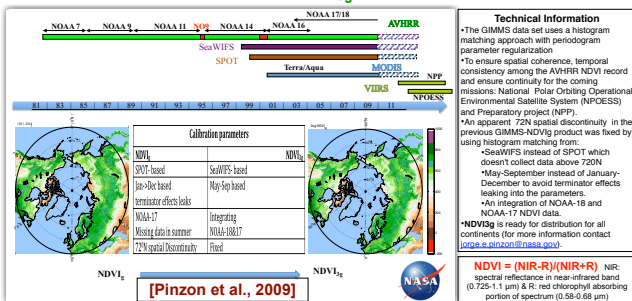 NOAA 17/18
NOAA 7 NOAA 9 NOAA 11 NO9 NOAA 14 NOAA 16 AVHRR
SeaWIFS
SPOT MODIS
Terra/Aqua
VIIRS NPP
NPOESS
81 83 85 87 89 91 93 95 97 99 01 03 05 07 09 11
Calibration parameters
NDVIg NDVI3g
SPOT- based SeaWIFS- based
Jan->Dec based May-Sep based
terminator effects leaks
NOAA-17 Integrating
Missing data in summer NOAA-18&17
72ºN spatial Discontinuity Fixed
NDVIg NDVI3g
[Pinzon et al., 2009]
NASA
Technical Information
•The GIMMS data set uses a histogram
matching approach with periodogram
parameter regularization
•To ensure spatial coherence, temporal
consistency among the AVHRR NDVI record
and ensure continuity for the coming
missions: National Polar Orbiting Operational
Environmental Satellite System (NPOESS)
and Preparatory project (NPP).
•An apparent 72N spatial discontinuity in the
previous GIMMS-NDVIg product was fixed by
using histogram matching from:
•SeaWIFS instead of SPOT which
doesn't collect data above 720N
•May-September instead of January-
December to avoid terminator effects
leaking into the parameters.
•An integration of NOAA-18 and
NOAA-17 NDVI data.
•NDVI3g is ready for distribution for all
continents (for more information contact
jorge.e.pinzon@nasa.gov).
NDVI = (NIR-R)/(NIR+R) NIR:
spectral reflectance in near-infrared band
(0.725-1.1 µm) & R: red chlorophyll absorbing
portion of spectrum (0.58-0.68 µm)